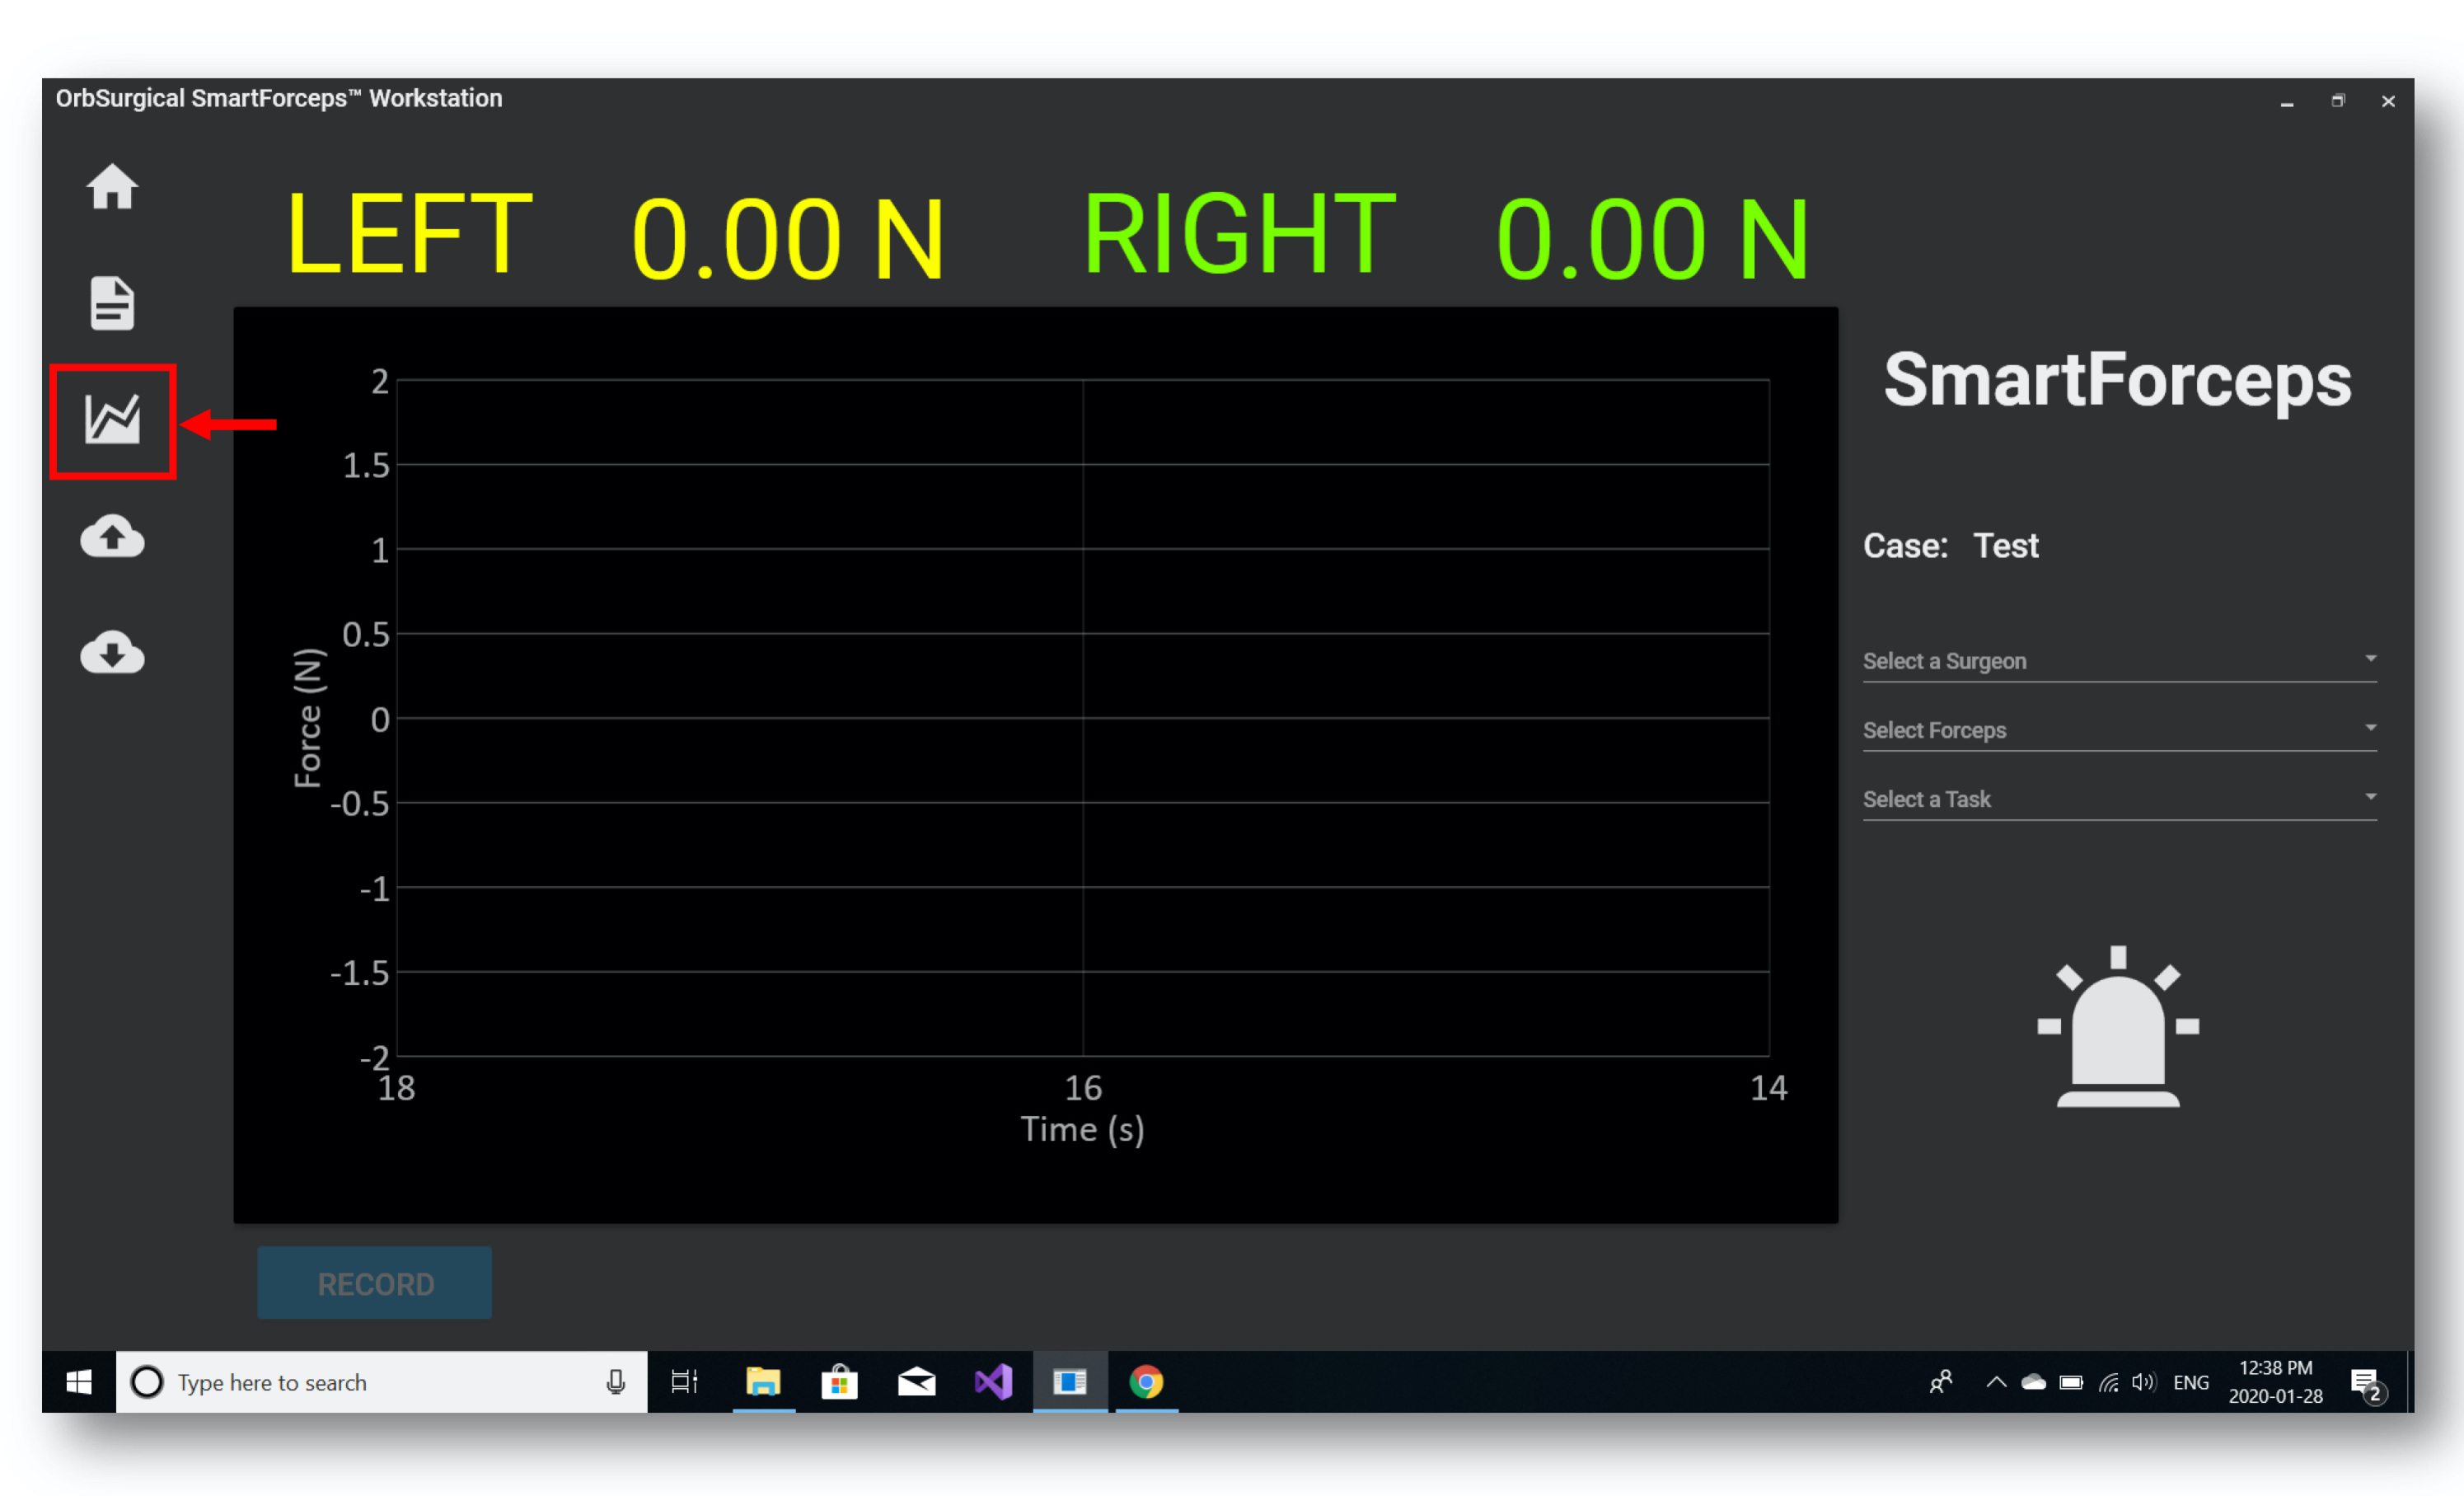 OrbSurgical SmartForceps™ Workstation
LEFT 0.00 N RIGHT 0.00 N
SmartForceps
Case: Test
Select a Surgeon
Select Forceps
Select a Task
2
1.5
1
0.5
0
-0.5
-1
-1.5
-2
Force (N)
18 16 14
Time (s)
RECORD
Type here to search
ENG
12:38 PM
2020-01-28
2